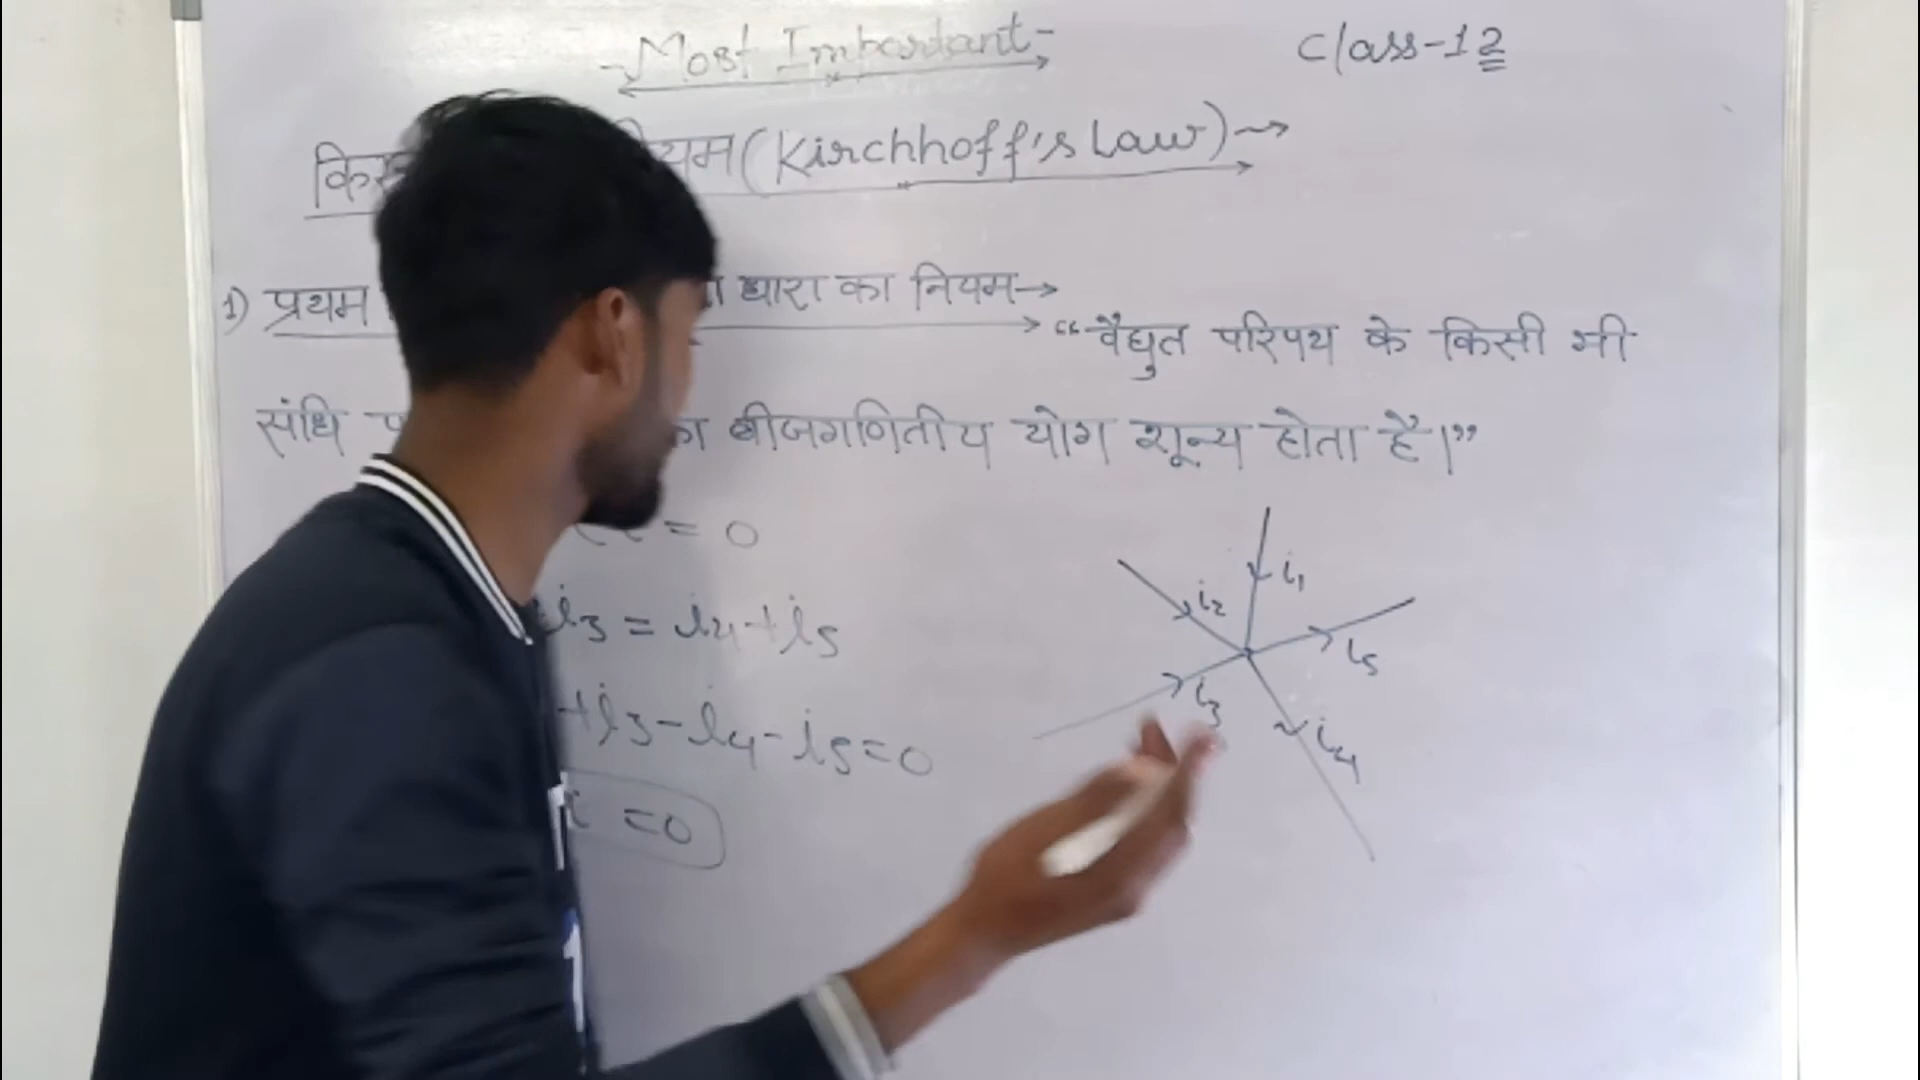 Most Important
Class-12
यम (Kirchhoff's Law)
1) प्रथम धारा का नियम
“वैद्युत परिपथ के किसी भी
संधि का बीजगणितीय योग शून्य होता है।”
= 0
i3 = i4+i5
+i3-i4-i5=0
i =0
i1
i2
i5
i3
i4